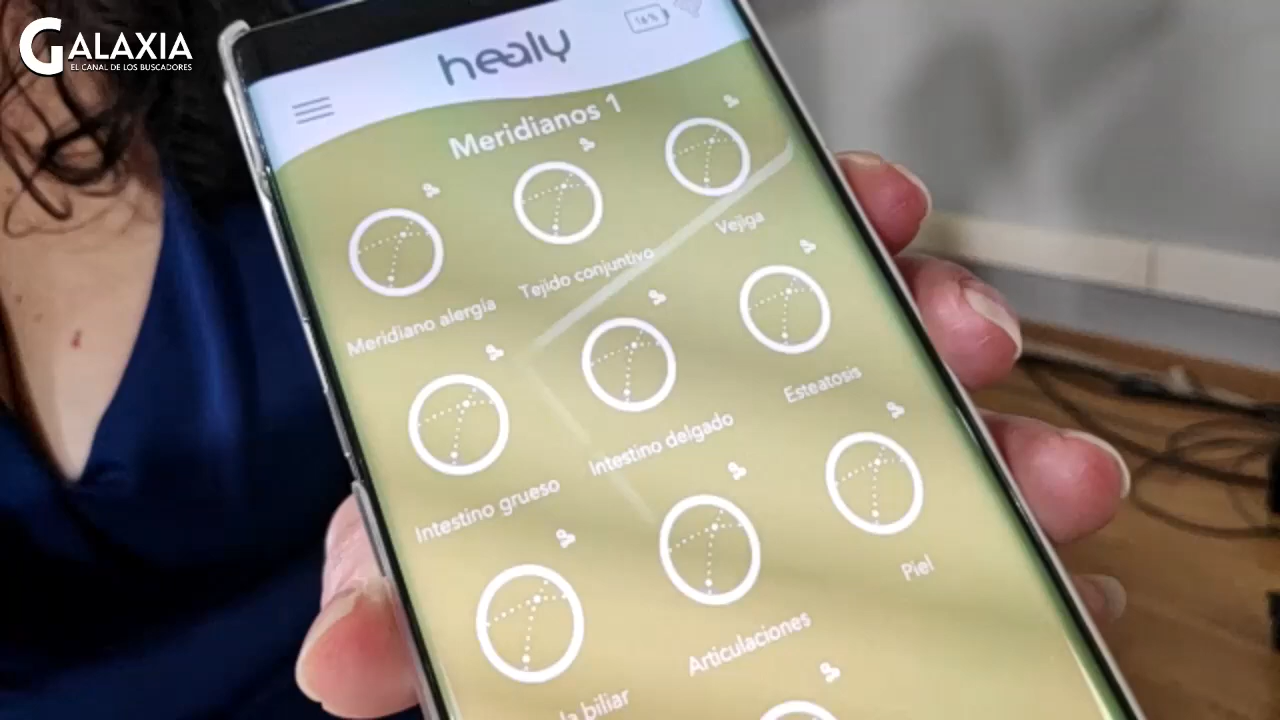 GALAXIA
EL CANAL DE LOS BUSCADORES
16%
healy
Meridianos 1
Meridiano alergia
Tejido conjuntivo
Vejiga
Intestino grueso
Intestino delgado
Esteatosis
biliar
Articulaciones
Piel